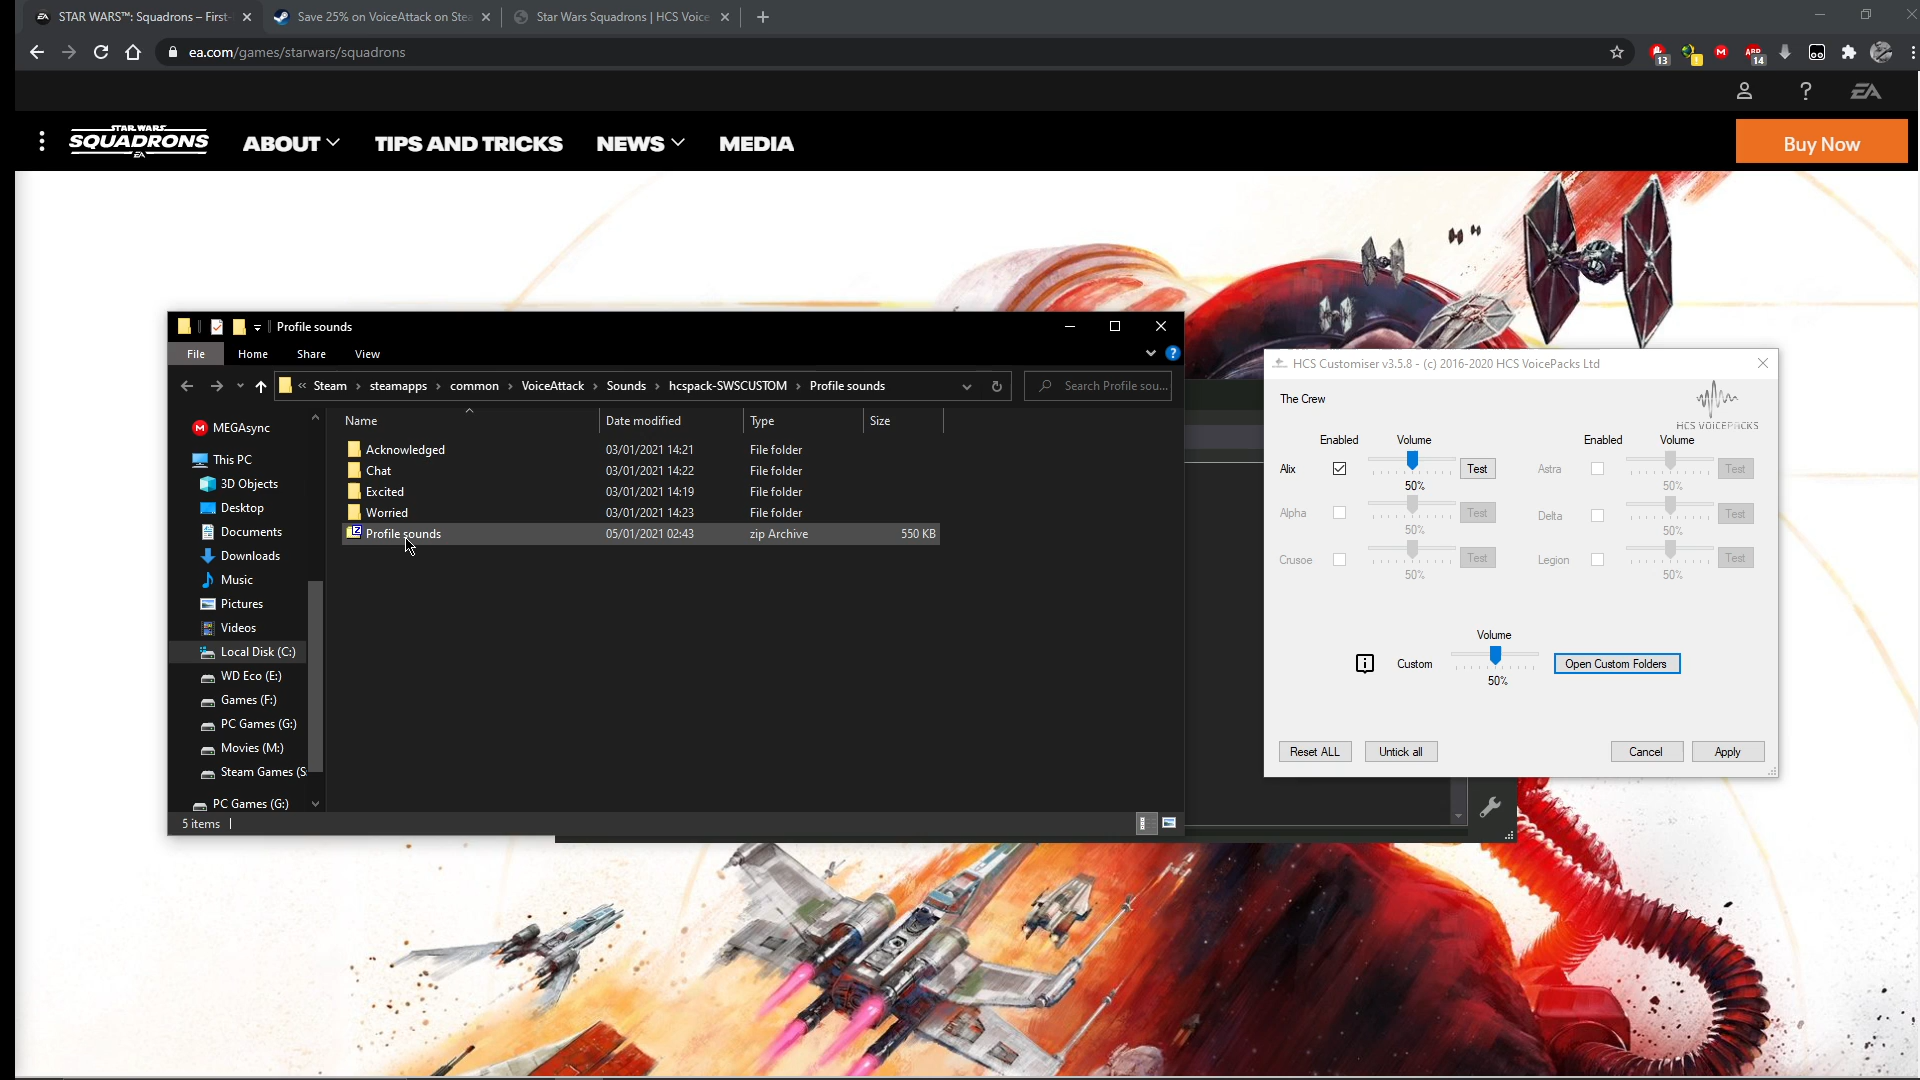 STAR WARS™: Squadrons – First-
Save 25% on VoiceAttack on Stea
Star Wars Squadrons | HCS Voice
ea.com/games/starwars/squadrons
13
14
EA
STAR WARS
SQUADRONS
EA
ABOUT
TIPS AND TRICKS
NEWS
MEDIA
Buy Now
Profile sounds
File
Home
Share
View
« Steam › steamapps › common › VoiceAttack › Sounds › hcspack-SWSCUSTOM › Profile sounds
Search Profile sou...
MEGAsync
This PC
3D Objects
Desktop
Documents
Downloads
Music
Pictures
Videos
Local Disk (C:)
WD Eco (E:)
Games (F:)
PC Games (G:)
Movies (M:)
Steam Games (S:
PC Games (G:)
Name Date modified Type Size
Acknowledged 03/01/2021 14:21 File folder
Chat 03/01/2021 14:22 File folder
Excited 03/01/2021 14:19 File folder
Worried 03/01/2021 14:23 File folder
Profile sounds 05/01/2021 02:43 zip Archive 550 KB
5 items
HCS Customiser v3.5.8 - (c) 2016-2020 HCS VoicePacks Ltd
The Crew
HCS VOICEPACKS
Enabled Volume Enabled Volume
Alix Test Astra Test
50% 50%
Alpha Test Delta Test
50% 50%
Crusoe Test Legion Test
50% 50%
Volume
Custom Open Custom Folders
50%
Reset ALL Untick all Cancel Apply